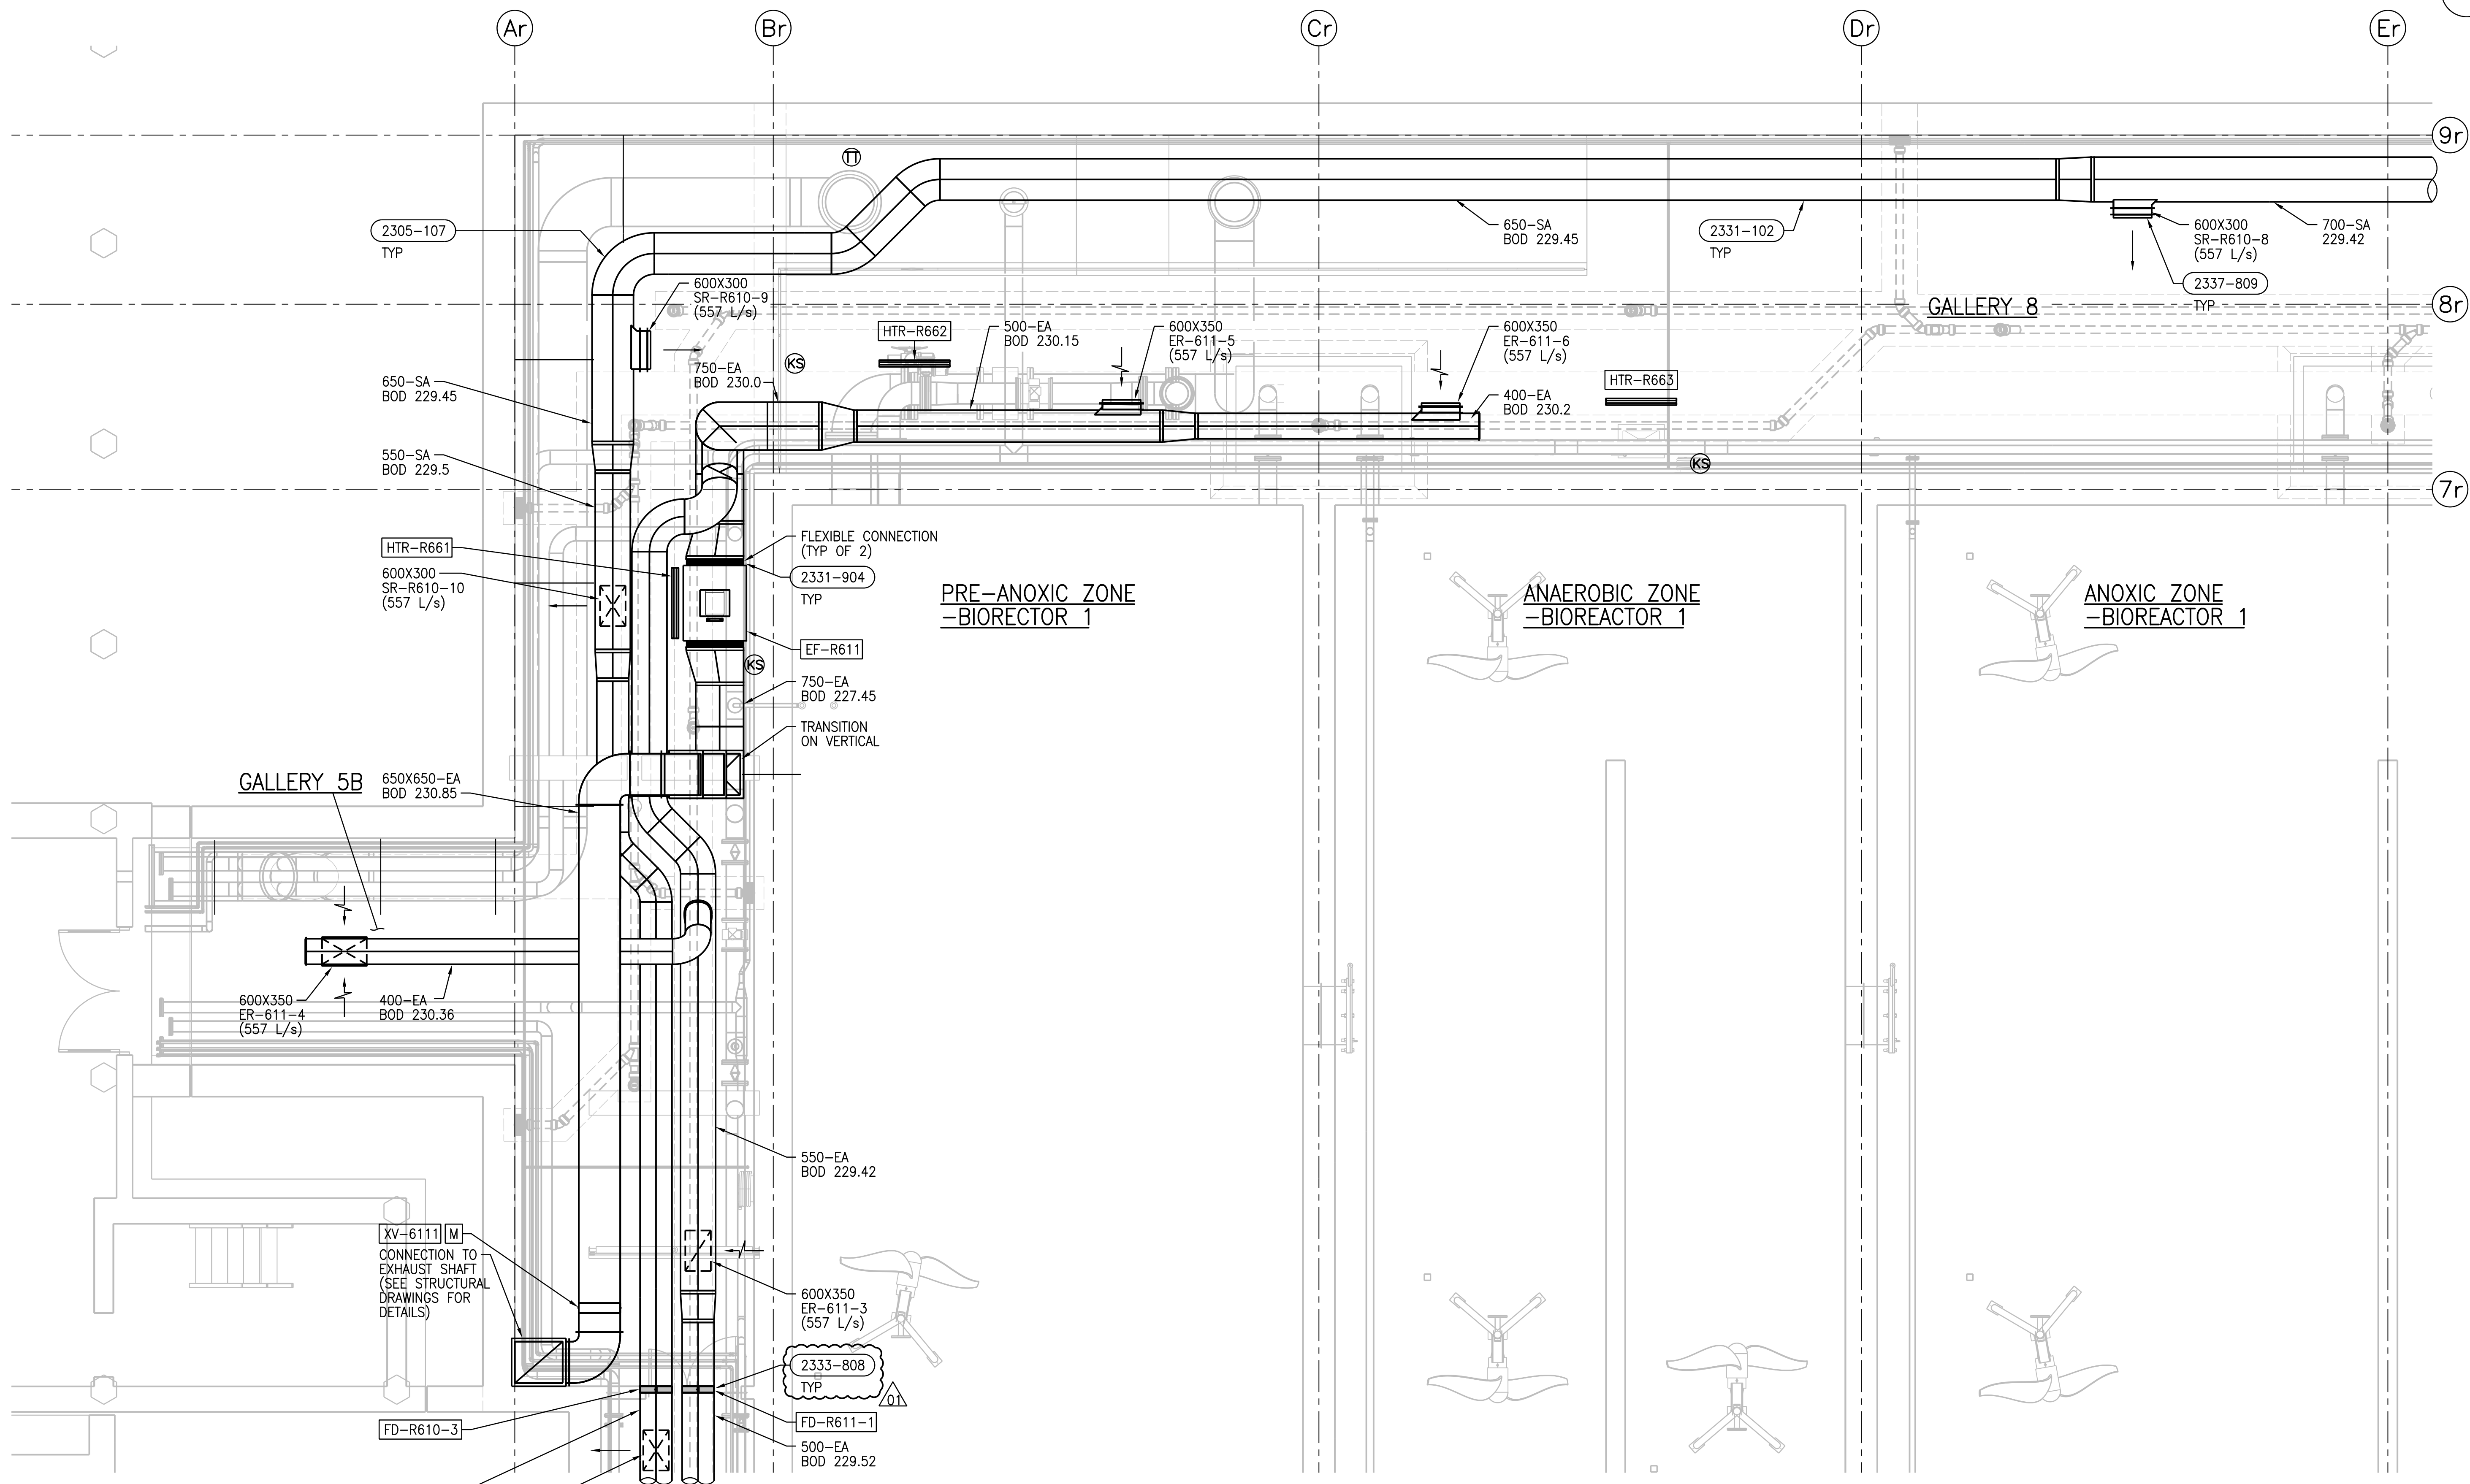 Ar
Br
Cr
Dr
Er
9r
8r
7r
TT
2305-107
TYP
650-SA
BOD 229.45
2331-102
TYP
600X300
SR-R610-8
(557 L/s)
700-SA
229.42
2337-809
TYP
GALLERY 8
600X300
SR-R610-9
(557 L/s)
HTR-R662
500-EA
BOD 230.15
600X350
ER-611-5
(557 L/s)
600X350
ER-611-6
(557 L/s)
750-EA
BOD 230.0
KS
HTR-R663
400-EA
BOD 230.2
650-SA
BOD 229.45
550-SA
BOD 229.5
KS
HTR-R661
600X300
SR-R610-10
(557 L/s)
FLEXIBLE CONNECTION
(TYP OF 2)
2331-904
TYP
PRE-ANOXIC ZONE
-BIORECTOR 1
ANAEROBIC ZONE
-BIOREACTOR 1
ANOXIC ZONE
-BIOREACTOR 1
EF-R611
KS
750-EA
BOD 227.45
TRANSITION
ON VERTICAL
GALLERY 5B
650X650-EA
BOD 230.85
600X350
ER-611-4
(557 L/s)
400-EA
BOD 230.36
550-EA
BOD 229.42
XV-6111
M
CONNECTION TO
EXHAUST SHAFT
(SEE STRUCTURAL
DRAWINGS FOR
DETAILS)
600X350
ER-611-3
(557 L/s)
2333-808
TYP
01
FD-R610-3
FD-R611-1
500-EA
BOD 229.52